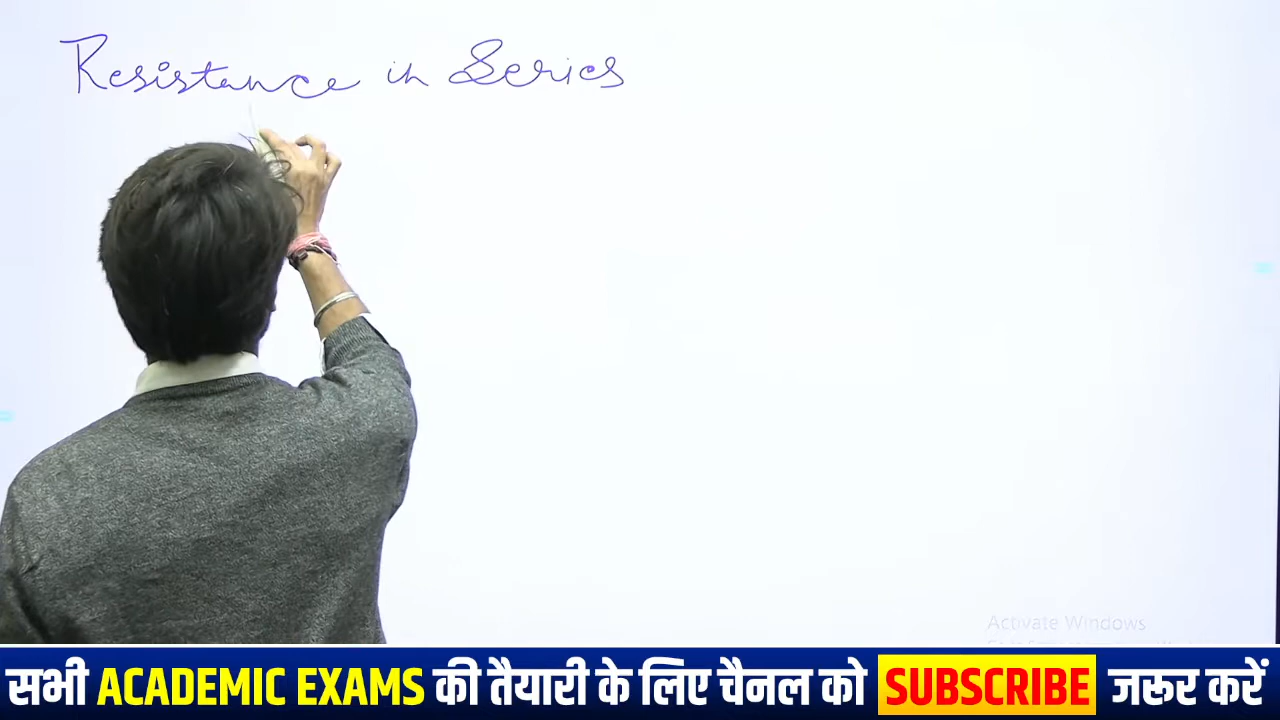 Resistance in Series
Activate Windows
सभी ACADEMIC EXAMS की तैयारी के लिए चैनल को SUBSCRIBE जरूर करें